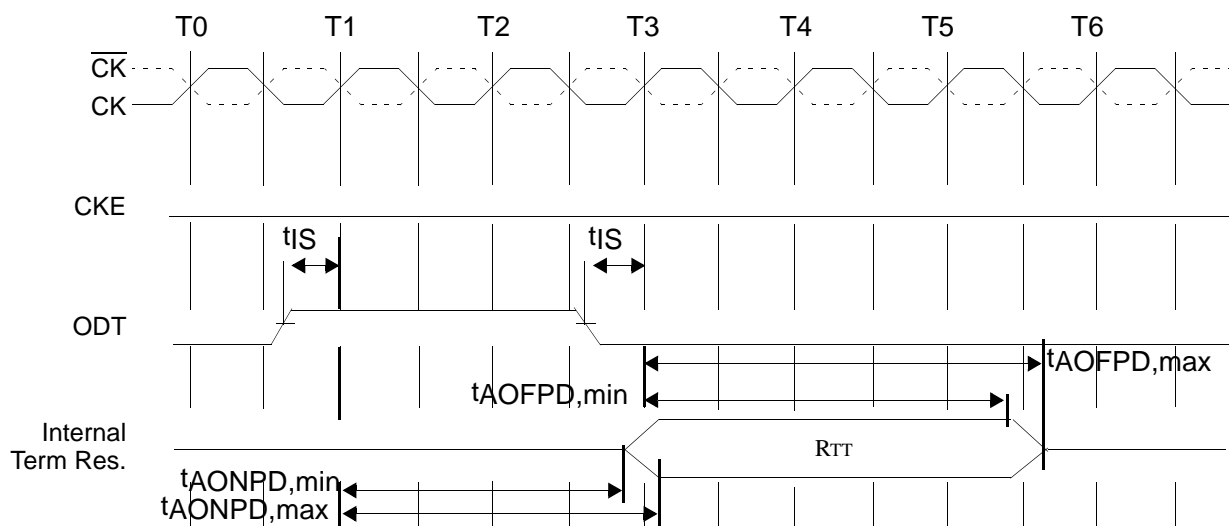 T0 T1 T2 T3 T4 T5 T6
CK
CK
CKE
tIS tIS
ODT
tAOFPD,max
tAOFPD,min
Internal
Term Res.
RTT
tAONPD,min
tAONPD,max